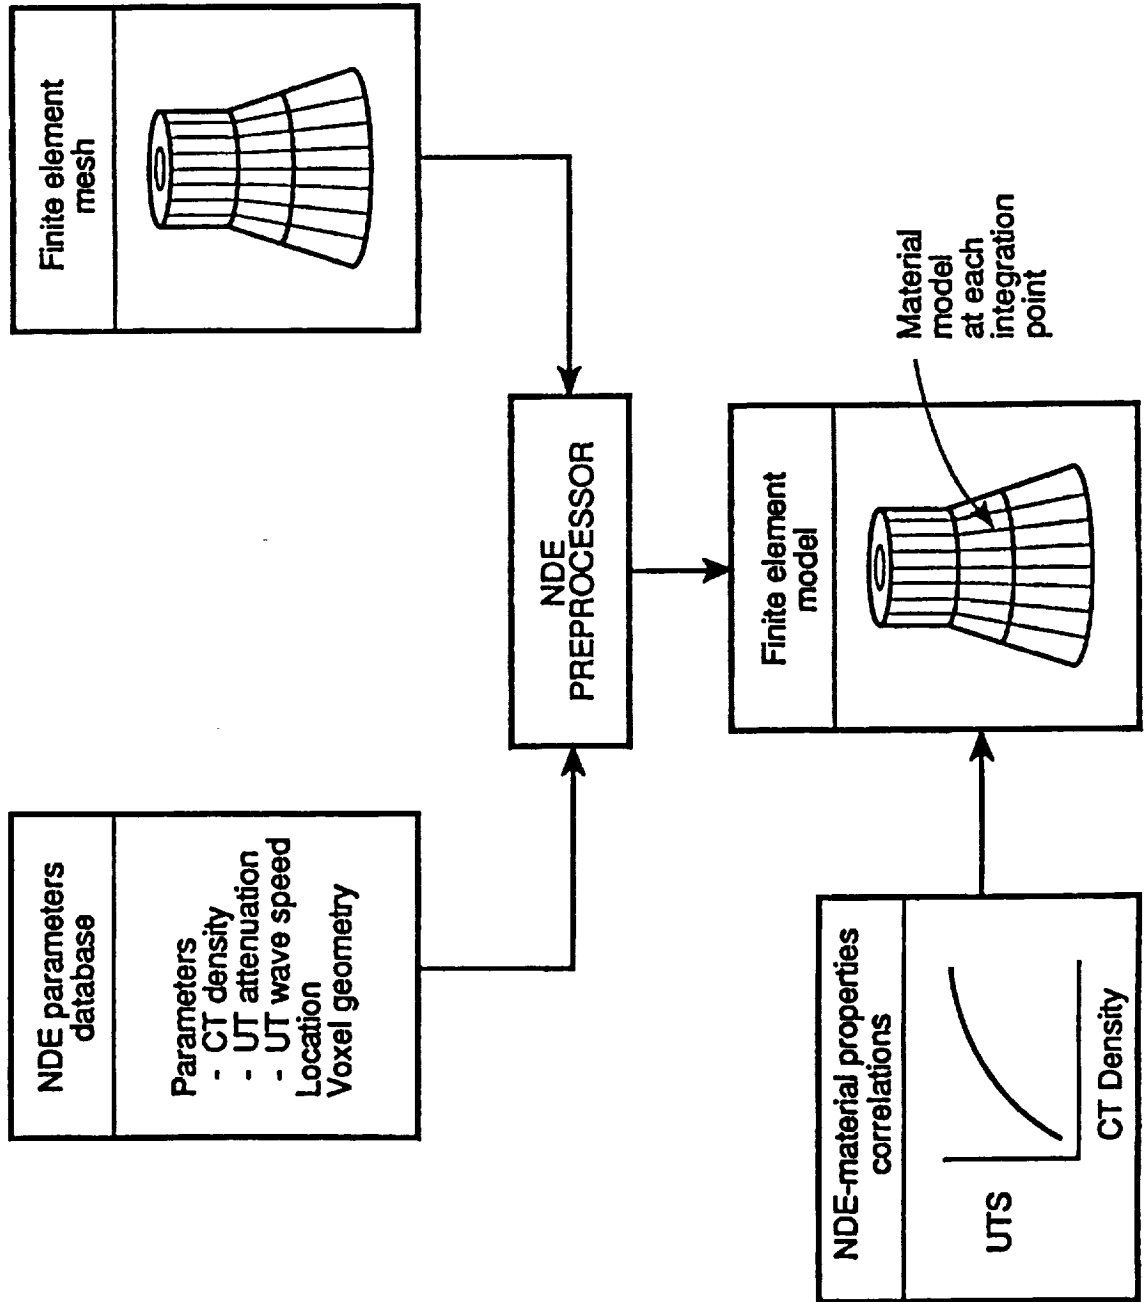 NDE parameters
database
Parameters
- CT density
- UT attenuation
- UT wave speed
Location
Voxel geometry
Finite element
mesh
NDE
PREPROCESSOR
NDE-material properties
correlations
UTS
CT Density
Finite element
model
Material
model
at each
integration
point